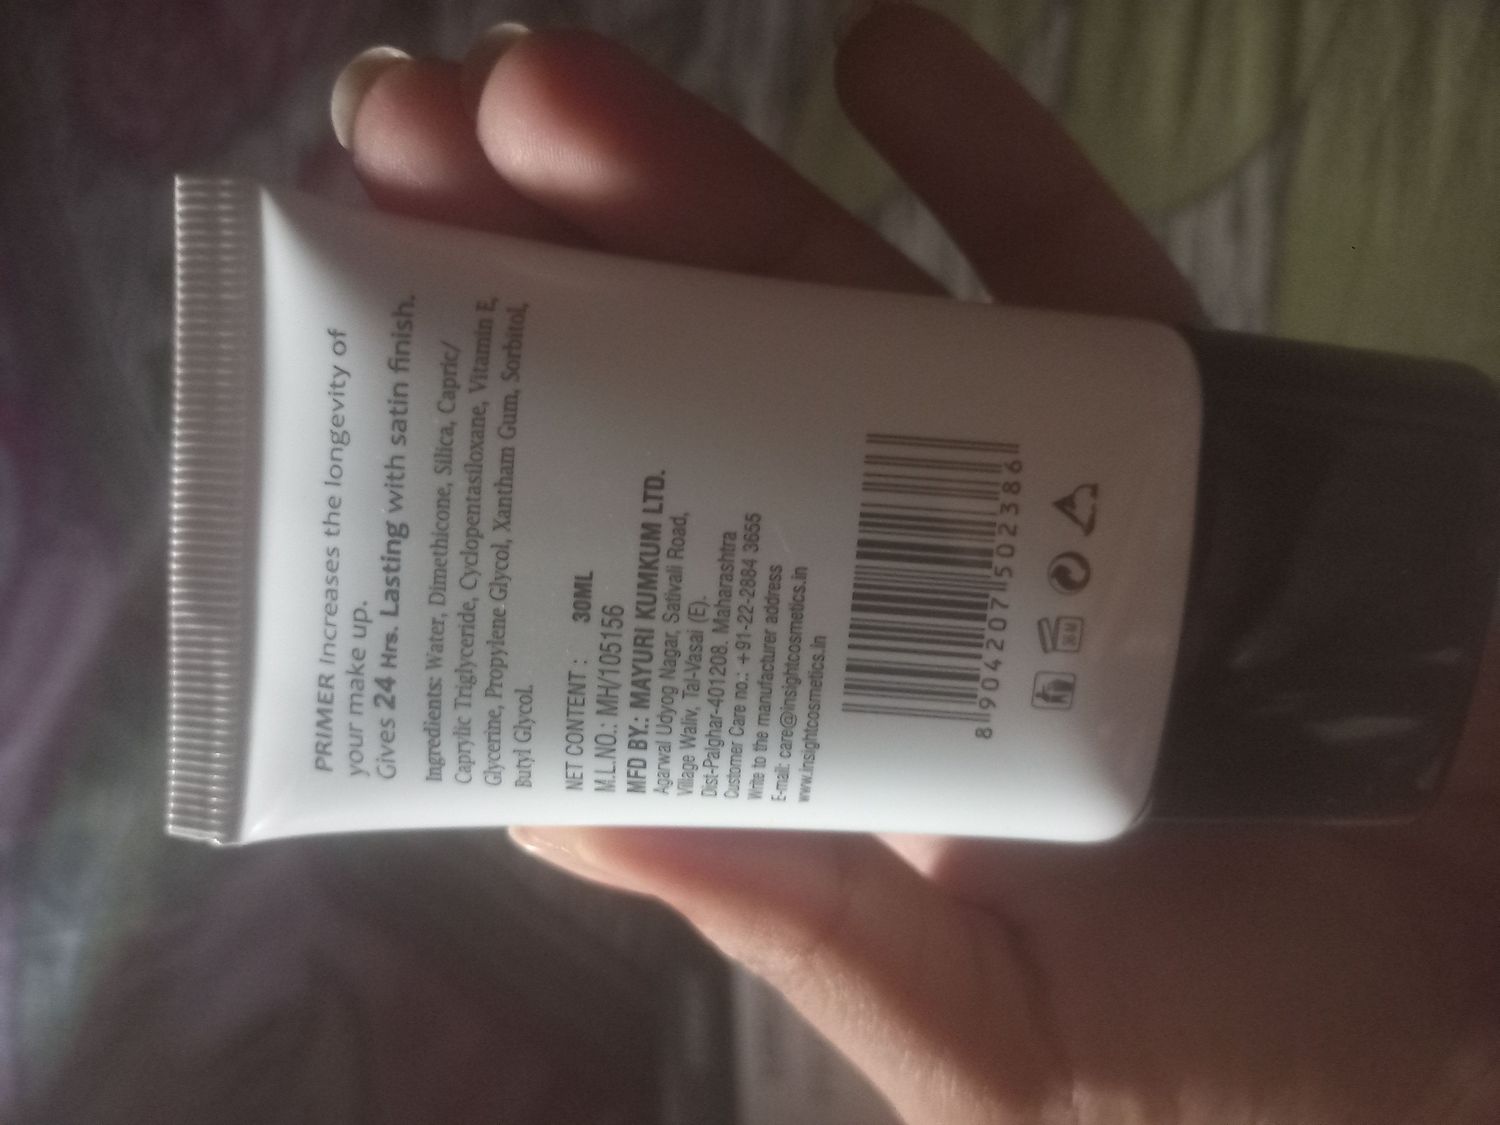 PRIMER Increases the longevity of
your make up.
Gives 24 Hrs. Lasting with satin finish.
Ingredients: Water, Dimethicone, Silica, Capric/
Caprylic Triglyceride, Cyclopentasiloxane, Vitamin E,
Glycerine, Propylene Glycol, Xantham Gum, Sorbitol,
Butyl Glycol.
NET CONTENT : 30ML
M.L.NO.: MH/105156
MFD BY.: MAYURI KUMKUM LTD.
Agarwal Udyog Nagar, Sativali Road,
Village Waliv, Tal-Vasai (E).
Dist-Palghar-401208. Maharashtra
Customer Care no.: +91-22-2884 3655
Write to the manufacturer address
E-mail: care@insightcosmetics.in
www.insightcosmetics.in
8904207502386